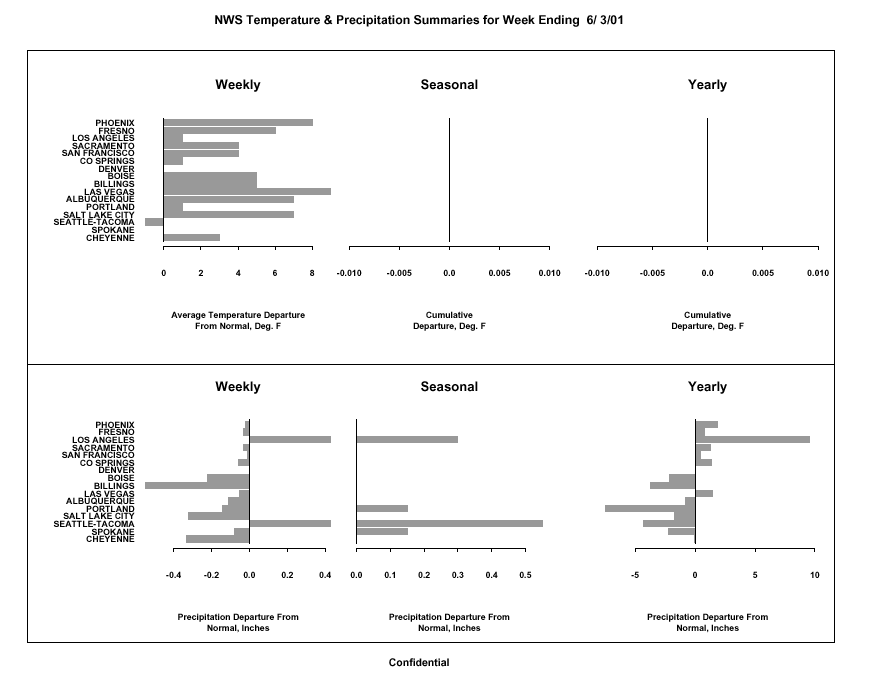 NWS Temperature & Precipitation Summaries for Week Ending  6/ 3/01
Weekly
Seasonal
Yearly
PHOENIX
FRESNO
LOS ANGELES
SACRAMENTO
SAN FRANCISCO
CO SPRINGS
DENVER
BOISE
BILLINGS
LAS VEGAS
ALBUQUERQUE
PORTLAND
SALT LAKE CITY
SEATTLE-TACOMA
SPOKANE
CHEYENNE
0 2 4 6 8
-0.010 -0.005 0.0 0.005 0.010
-0.010 -0.005 0.0 0.005 0.010
Average Temperature Departure
From Normal, Deg. F
Cumulative
Departure, Deg. F
Cumulative
Departure, Deg. F
Weekly
Seasonal
Yearly
PHOENIX
FRESNO
LOS ANGELES
SACRAMENTO
SAN FRANCISCO
CO SPRINGS
DENVER
BOISE
BILLINGS
LAS VEGAS
ALBUQUERQUE
PORTLAND
SALT LAKE CITY
SEATTLE-TACOMA
SPOKANE
CHEYENNE
-0.4 -0.2 0.0 0.2 0.4
0.0 0.1 0.2 0.3 0.4 0.5
-5 0 5 10
Precipitation Departure From
Normal, Inches
Precipitation Departure From
Normal, Inches
Precipitation Departure From
Normal, Inches
Confidential